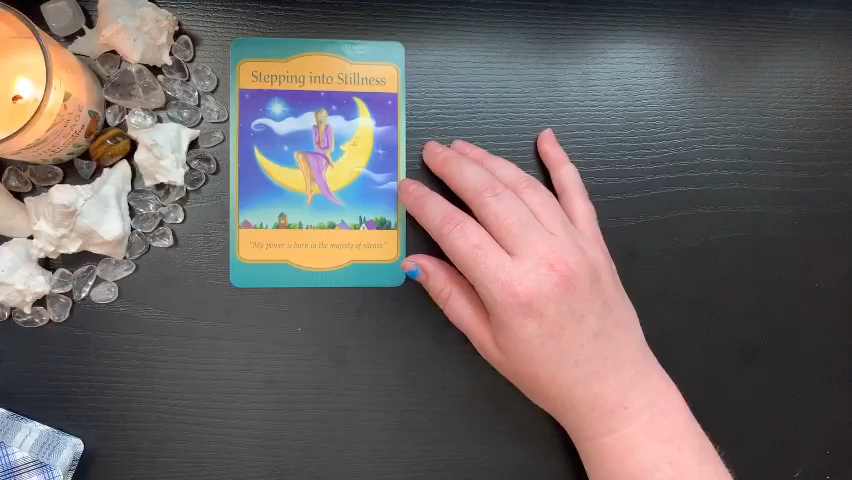 Stepping into Stillness
"My power is born in the majesty of silence."